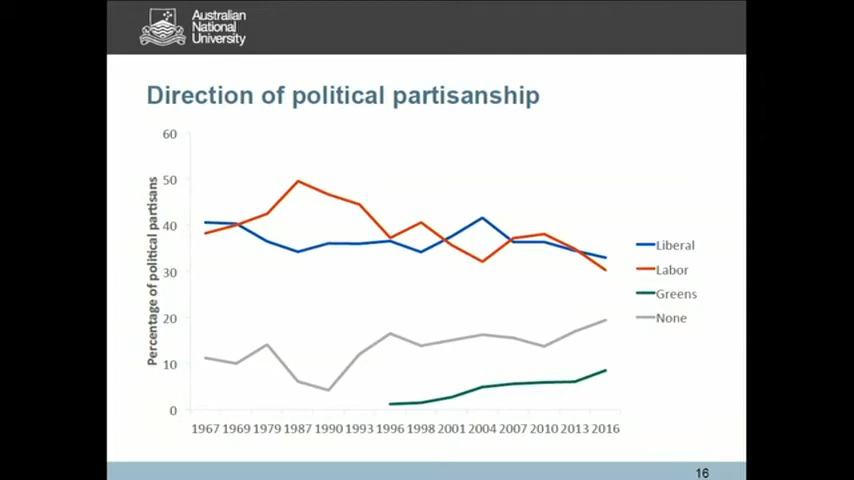 Australian
National
University
Direction of political partisanship
Percentage of political partisans
60
50
40
30
20
10
0
1967 1969 1979 1987 1990 1993 1996 1998 2001 2004 2007 2010 2013 2016
Liberal
Labor
Greens
None
16